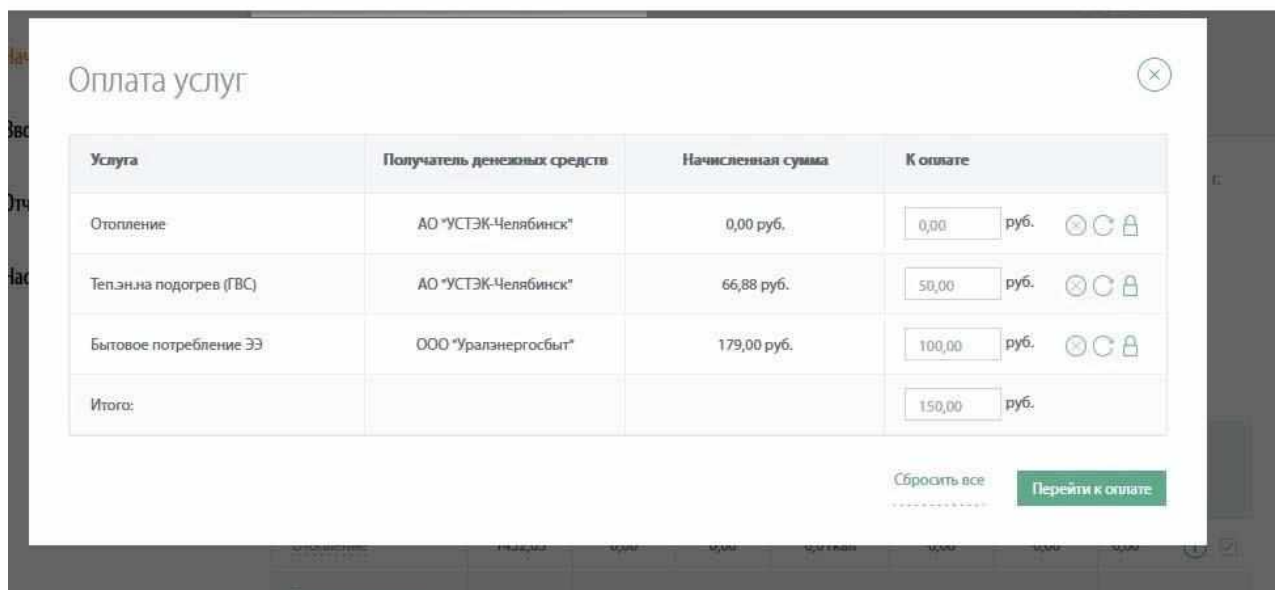 Оплата услуг
Услуга Получатель денежных средств Начисленная сумма К оплате
Отопление АО "УСТЭК-Челябинск" 0,00 руб. 0,00 руб.
Теп.эн.на подогрев (ГВС) АО "УСТЭК-Челябинск" 66,88 руб. 50,00 руб.
Бытовое потребление ЭЭ ООО "Уралэнергосбыт" 179,00 руб. 100,00 руб.
Итого: 150,00 руб.
Сбросить все Перейти к оплате